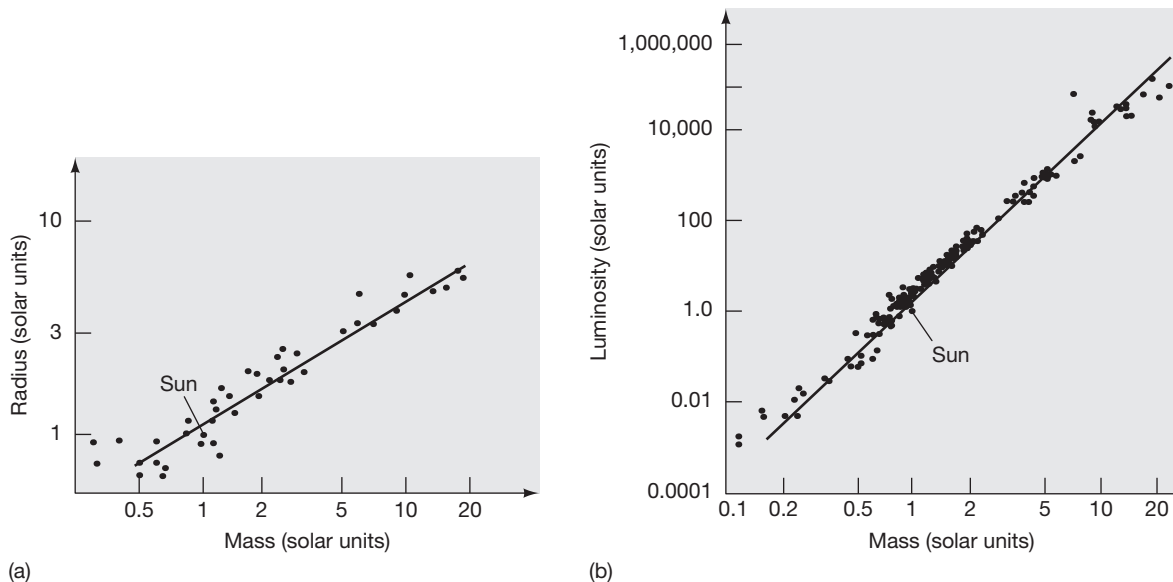 10
3
1
Radius (solar units)
Sun
0.5 1 2 5 10 20
Mass (solar units)
(a)
1,000,000
10,000
100
1.0
0.01
0.0001
Luminosity (solar units)
Sun
0.1 0.2 0.5 1 2 5 10 20
Mass (solar units)
(b)